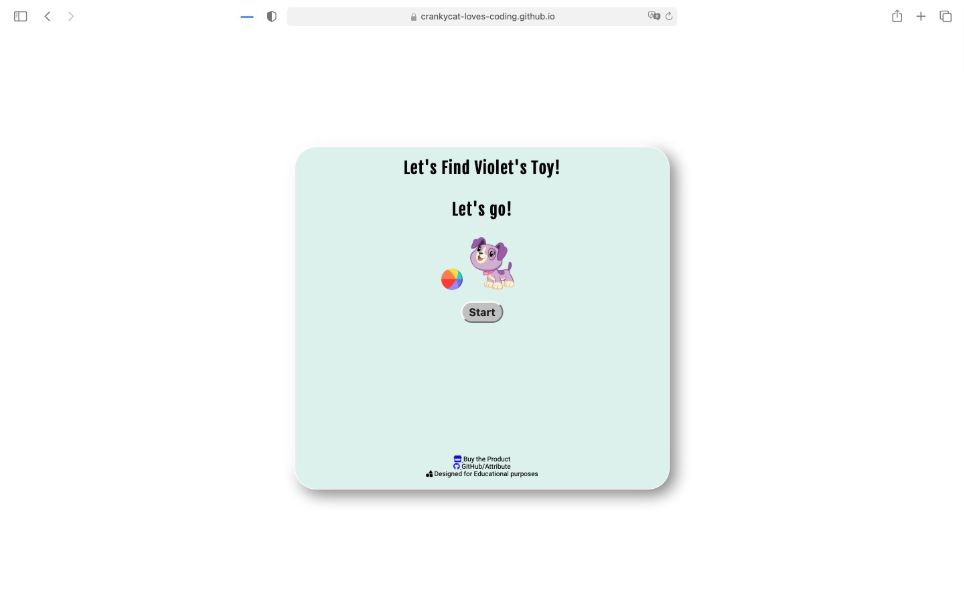 crankycat-loves-coding.github.io
Let's Find Violet's Toy!
Let's go!
Start
Buy the Product
GitHub/Attribute
Designed for Educational purposes